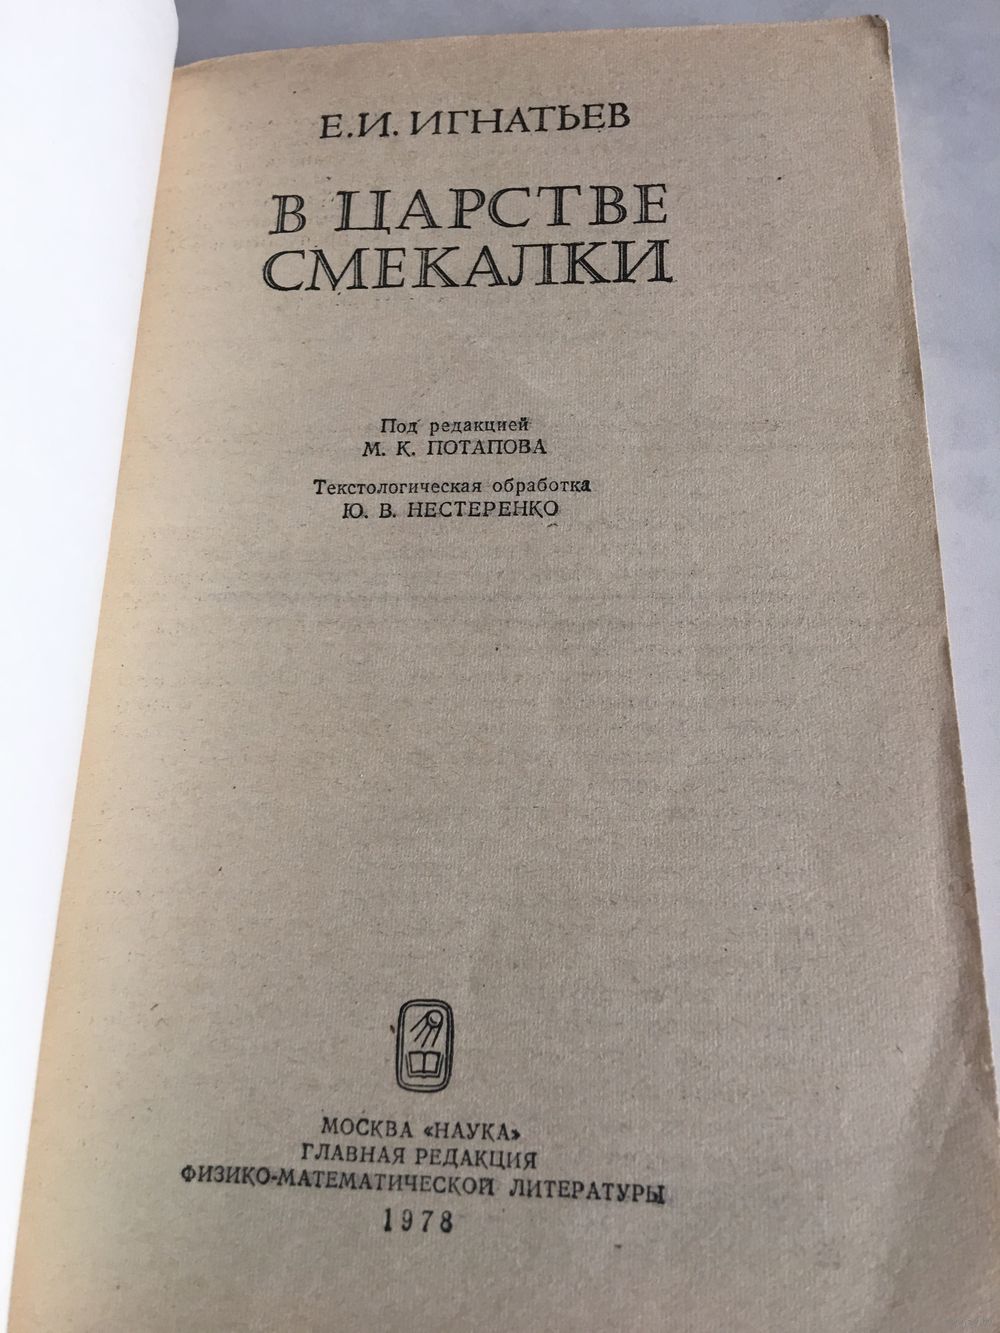 Е.И. ИГНАТЬЕВ
В ЦАРСТВЕ
СМЕКАЛКИ
Под редакцией
М. К. ПОТАПОВА
Текстологическая обработка
Ю. В. НЕСТЕРЕНКО
МОСКВА «НАУКА»
ГЛАВНАЯ РЕДАКЦИЯ
ФИЗИКО-МАТЕМАТИЧЕСКОЙ ЛИТЕРАТУРЫ
1978